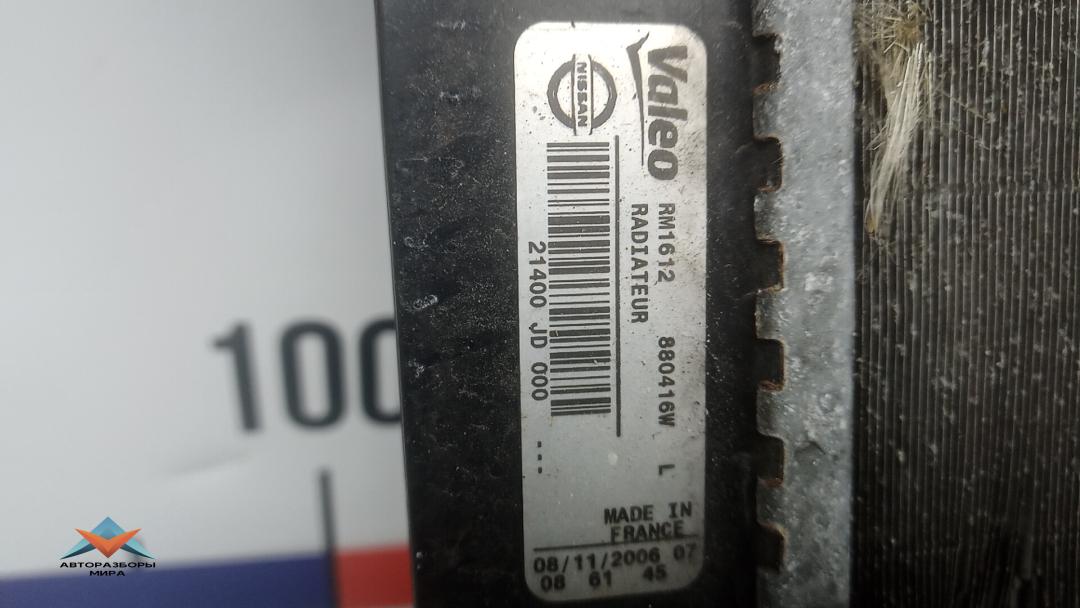 Valeo
NISSAN
RM1612 880416W L
RADIATEUR
21400 JD 000 ...
MADE IN
FRANCE
08/11/2006 07
08 61 45
100
АВТОРАЗБОРЫ
МИРА